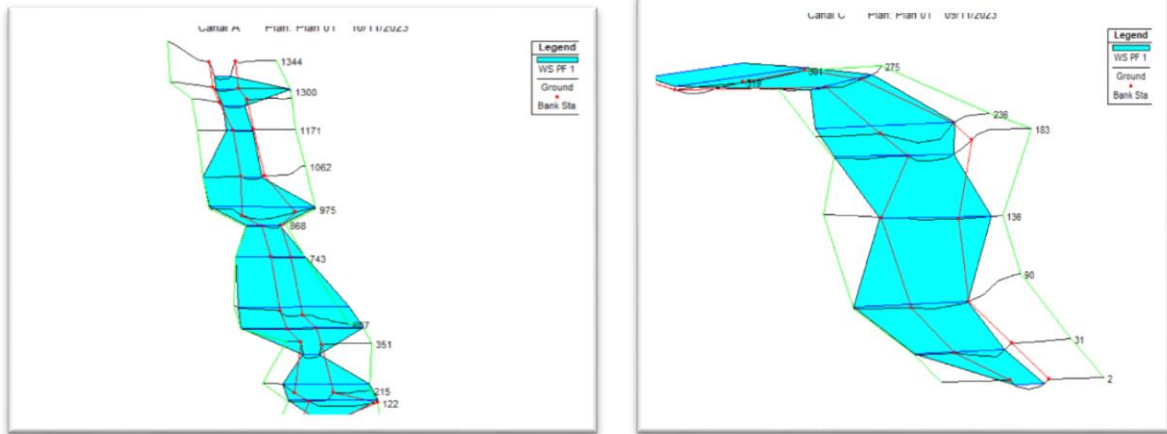 Canal A Plan: Plan 01 10/11/2023
Legend
WS PF 1
Ground
Bank Sta
1344
1300
1171
1062
975
868
743
351
215
122
Canal C Plan: Plan 01 09/11/2023
Legend
WS PF 1
Ground
Bank Sta
301
275
319
236
183
136
90
31
2